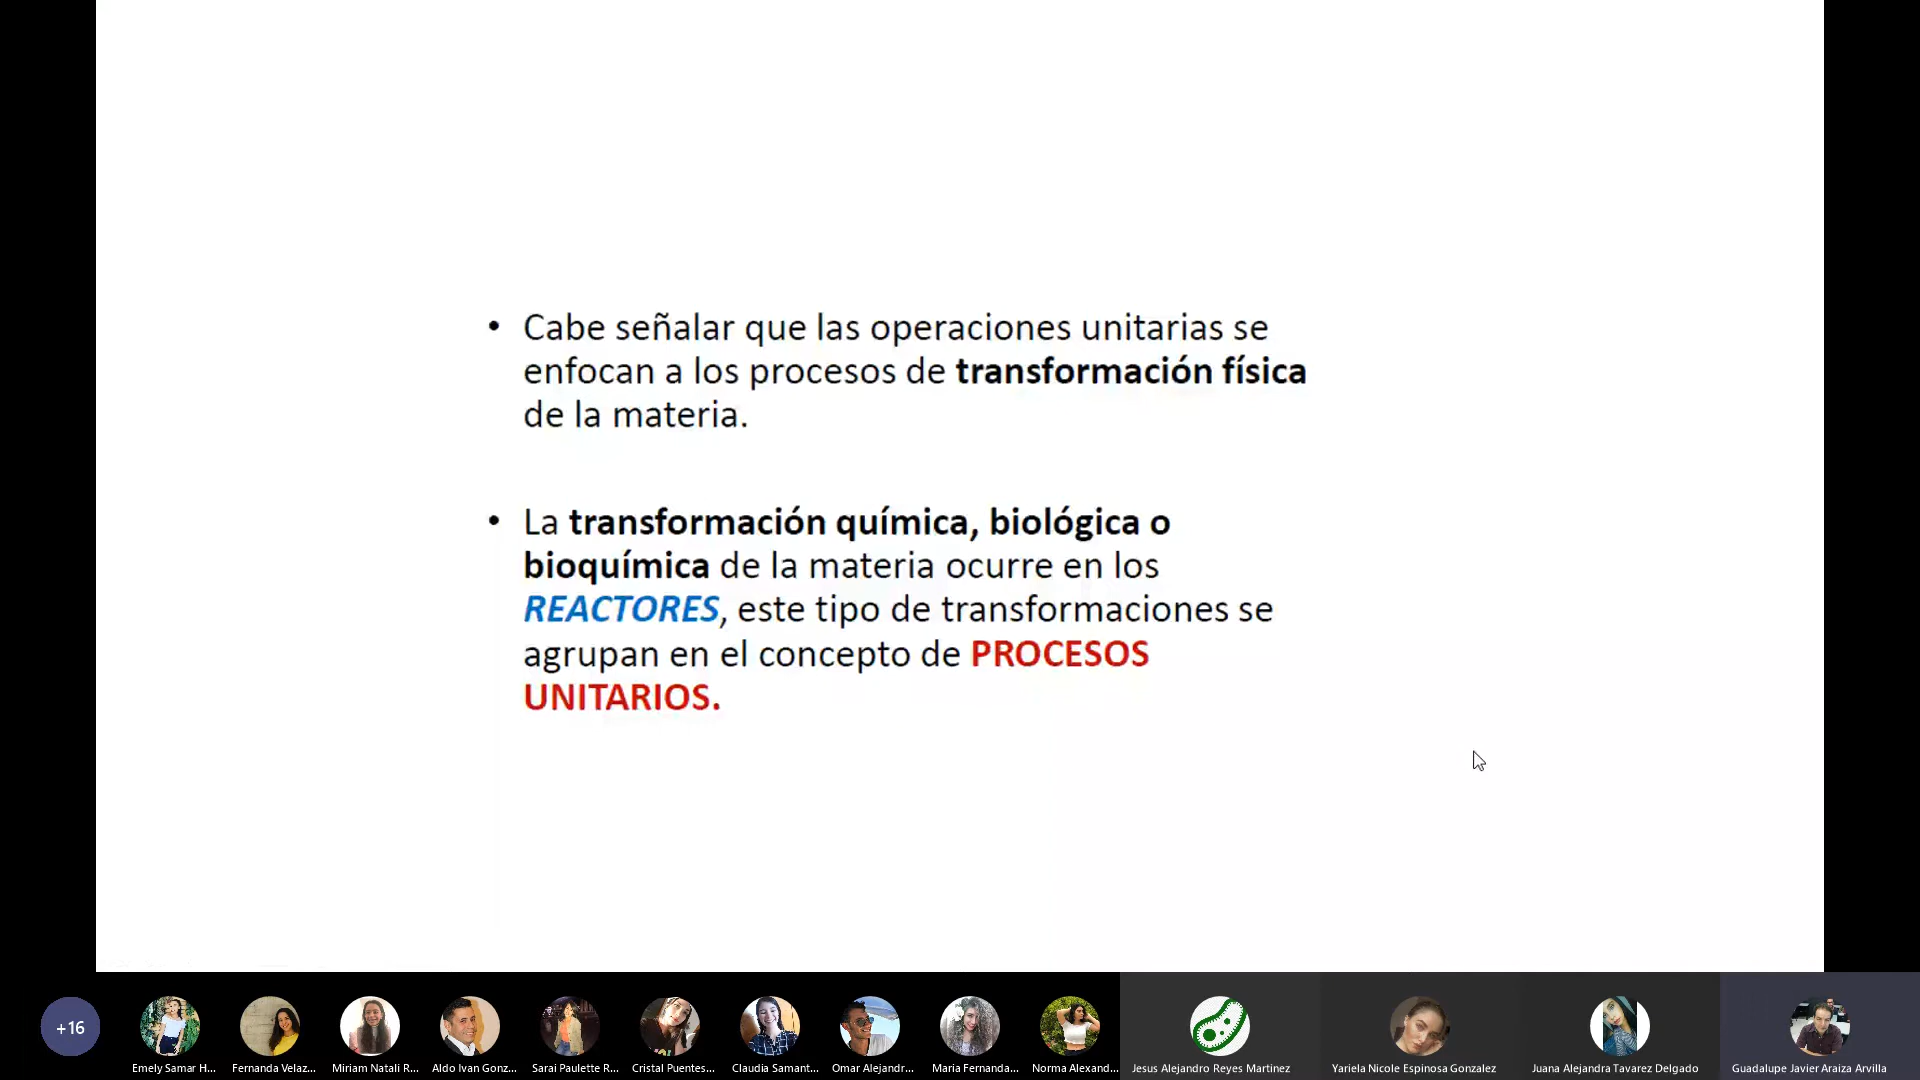 • Cabe señalar que las operaciones unitarias se
enfocan a los procesos de transformación física
de la materia.
• La transformación química, biológica o
bioquímica de la materia ocurre en los
REACTORES, este tipo de transformaciones se
agrupan en el concepto de PROCESOS
UNITARIOS.
+16
Emely Samar H...
Fernanda Velaz...
Miriam Natali R...
Aldo Ivan Gonz...
Sarai Paulette R...
Cristal Puentes...
Claudia Samant...
Omar Alejandr...
Maria Fernanda...
Norma Alexand...
Jesus Alejandro Reyes Martinez
Yariela Nicole Espinosa Gonzalez
Juana Alejandra Tavarez Delgado
Guadalupe Javier Araiza Arvilla